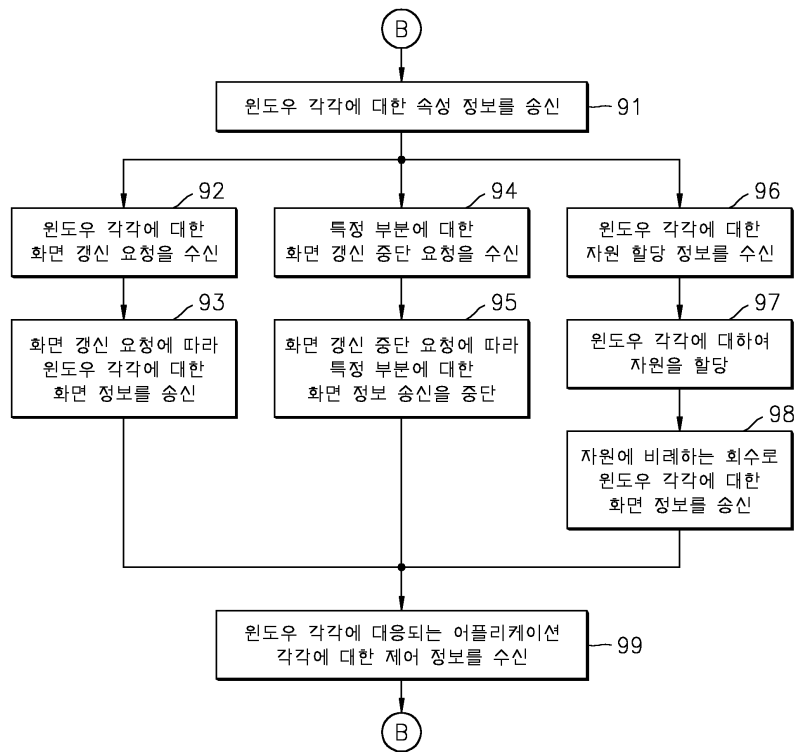 B
윈도우 각각에 대한 속성 정보를 송신
91
92
윈도우 각각에 대한
화면 갱신 요청을 수신
94
특정 부분에 대한
화면 갱신 중단 요청을 수신
96
윈도우 각각에 대한
자원 할당 정보를 수신
93
화면 갱신 요청에 따라
윈도우 각각에 대한
화면 정보를 송신
95
화면 갱신 중단 요청에 따라
특정 부분에 대한
화면 정보 송신을 중단
97
윈도우 각각에 대하여
자원을 할당
98
자원에 비례하는 회수로
윈도우 각각에 대한
화면 정보를 송신
윈도우 각각에 대응되는 어플리케이션
각각에 대한 제어 정보를 수신
99
B